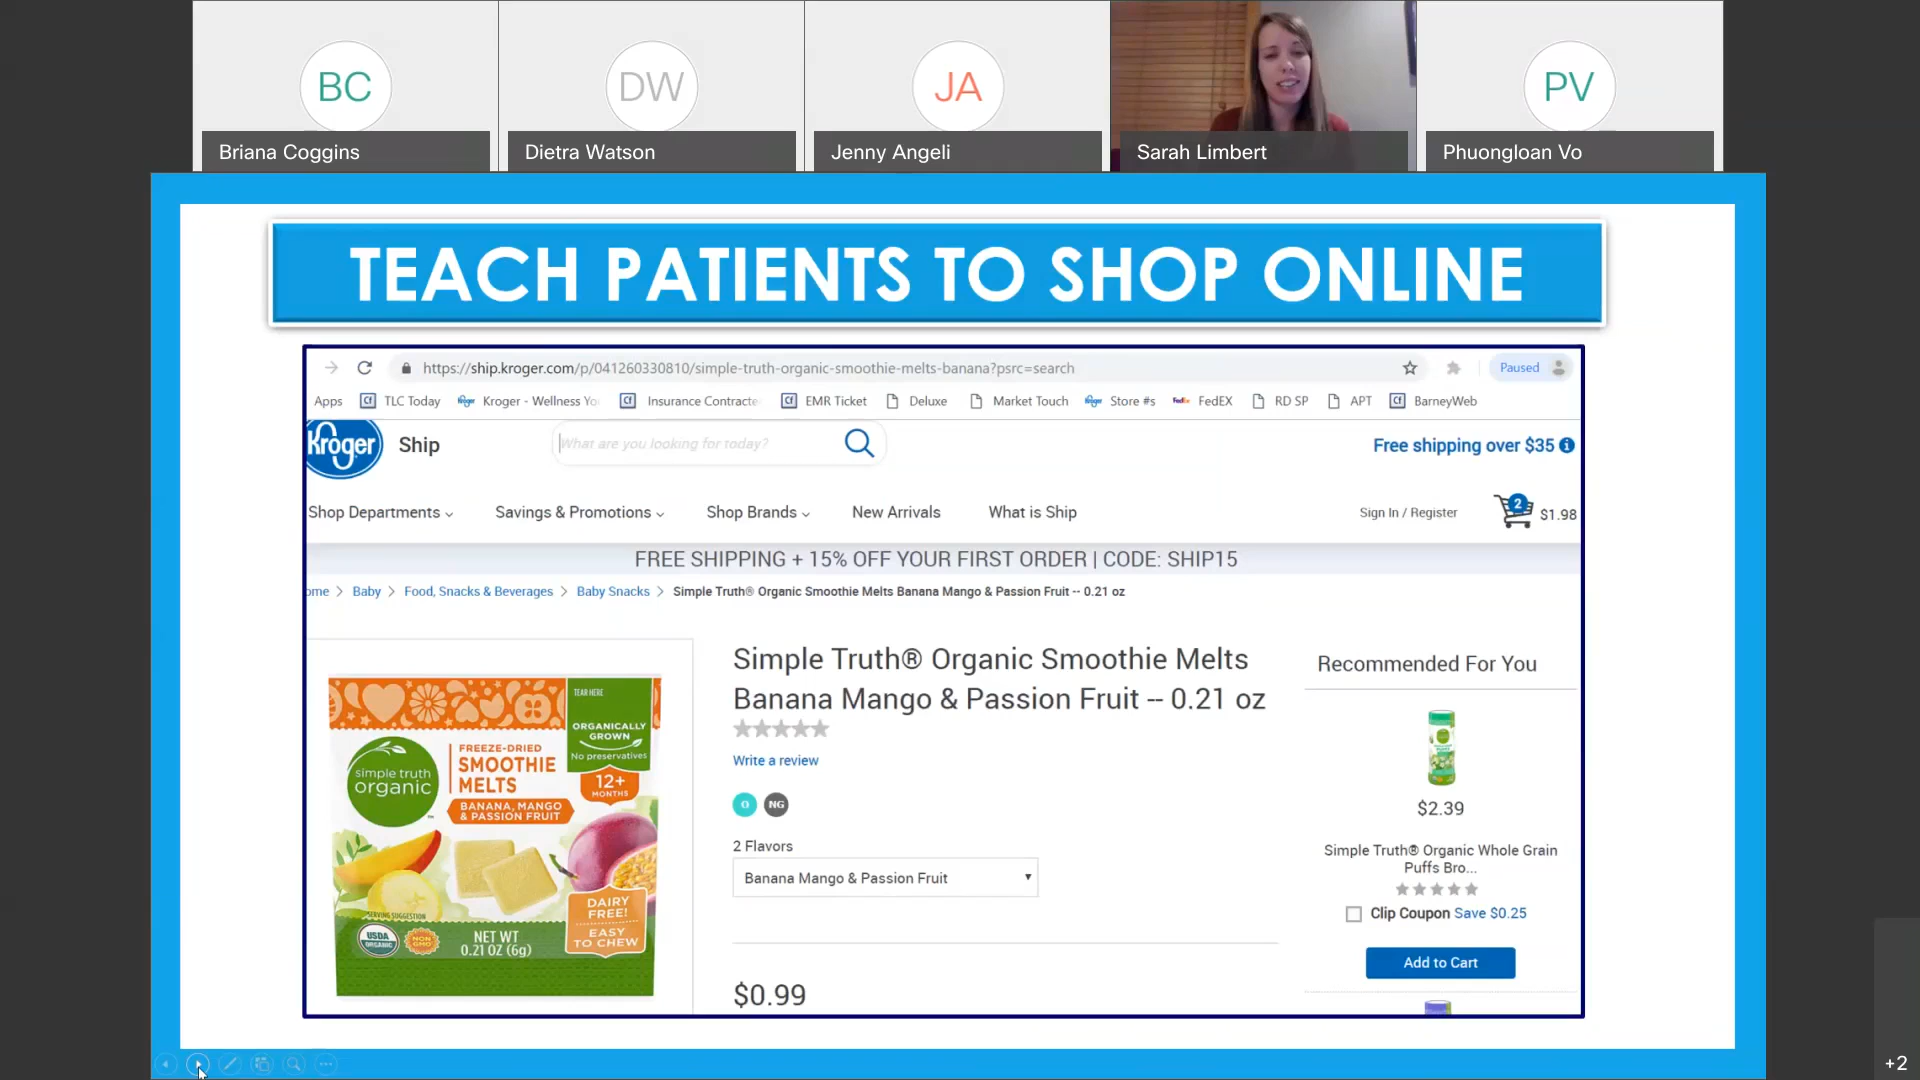 BC
DW
JA
PV
Briana Coggins
Dietra Watson
Jenny Angeli
Sarah Limbert
Phuongloan Vo
TEACH PATIENTS TO SHOP ONLINE
https://ship.kroger.com/p/041260330810/simple-truth-organic-smoothie-melts-banana?psrc=search
Paused
Apps
TLC Today
Kroger - Wellness Yo
Insurance Contracte
EMR Ticket
Deluxe
Market Touch
Store #s
FedEX
RD SP
APT
BarneyWeb
Kroger
Ship
What are you looking for today?
Free shipping over $35
Shop Departments
Savings & Promotions
Shop Brands
New Arrivals
What is Ship
Sign In / Register
2
$1.98
FREE SHIPPING + 15% OFF YOUR FIRST ORDER | CODE: SHIP15
ome > Baby > Food, Snacks & Beverages > Baby Snacks > Simple Truth® Organic Smoothie Melts Banana Mango & Passion Fruit -- 0.21 oz
TEAR HERE
ORGANICALLY
GROWN
No preservatives
simple truth
organic
FREEZE-DRIED
SMOOTHIE
MELTS
BANANA, MANGO
& PASSION FRUIT
12+
MONTHS
DAIRY
FREE!
EASY
TO CHEW
SERVING SUGGESTION
USDA
ORGANIC
NON
GMO
NET WT
0.21 OZ (6g)
Simple Truth® Organic Smoothie Melts
Banana Mango & Passion Fruit -- 0.21 oz
Write a review
O
NG
2 Flavors
Banana Mango & Passion Fruit
$0.99
Recommended For You
$2.39
Simple Truth® Organic Whole Grain
Puffs Bro...
Clip Coupon Save $0.25
Add to Cart
+2